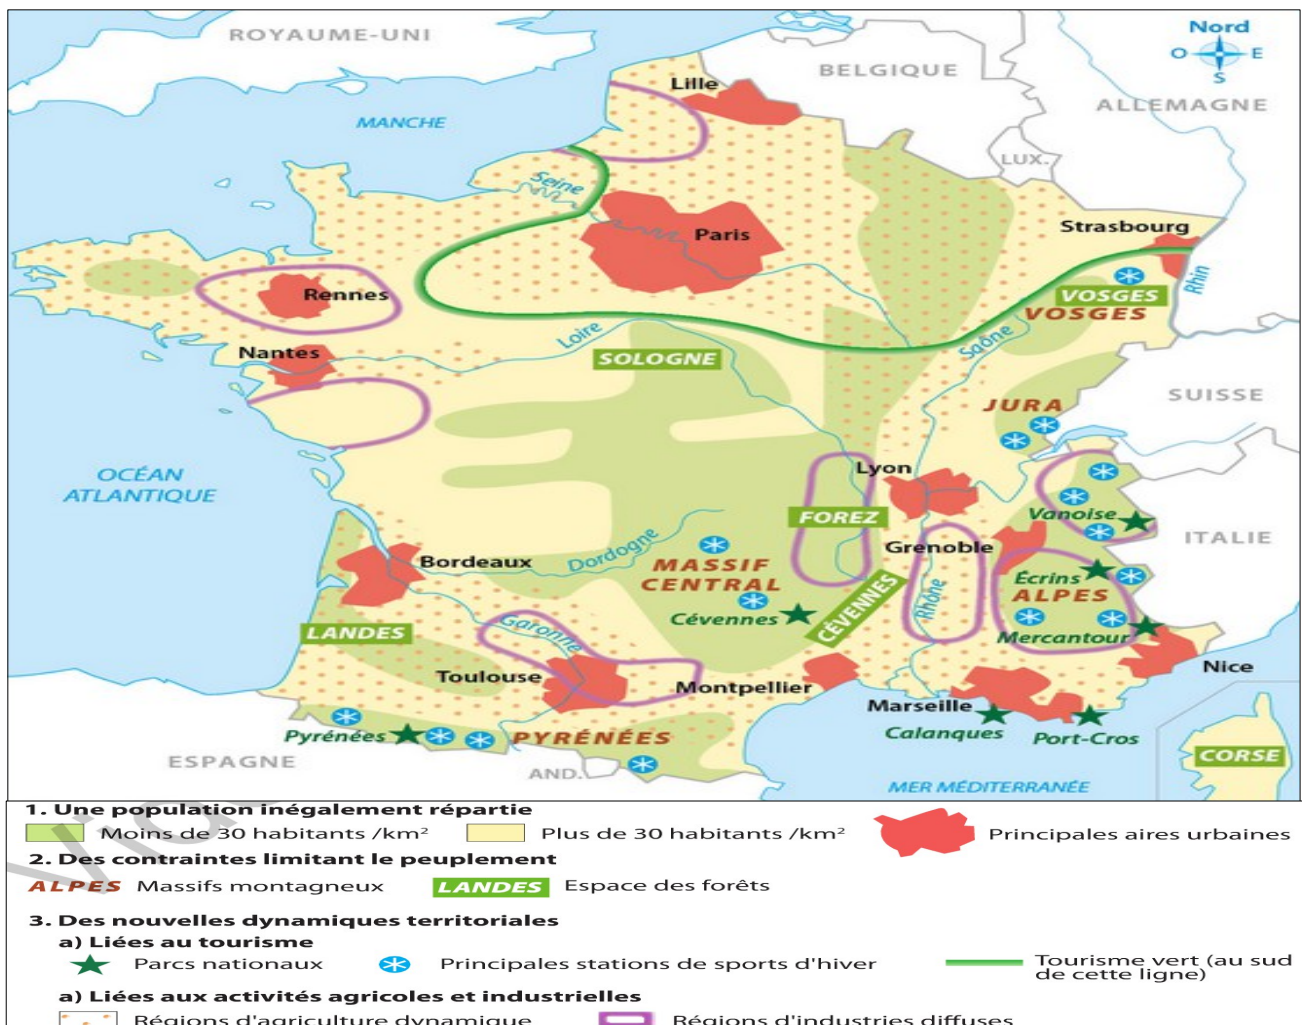 Nord
O E
S
ROYAUME-UNI
BELGIQUE
ALLEMAGNE
Lille
MANCHE
LUX.
Seine
Strasbourg
Paris
Rhin
VOSGES
VOSGES
Rennes
Loire
Saône
Nantes
SOLOGNE
SUISSE
JURA
OCÉAN
ATLANTIQUE
Lyon
Vanoise
FOREZ
ITALIE
Grenoble
Bordeaux
Dordogne
MASSIF
CENTRAL
Écrins
ALPES
Rhône
Cévennes
CÉVENNES
LANDES
Garonne
Mercantour
Nice
Toulouse
Montpellier
Marseille
Calanques
Port-Cros
Pyrénées
PYRÉNÉES
ESPAGNE
AND.
CORSE
MER MÉDITERRANÉE
1. Une population inégalement répartie
Moins de 30 habitants /km² Plus de 30 habitants /km² Principales aires urbaines
2. Des contraintes limitant le peuplement
ALPES Massifs montagneux LANDES Espace des forêts
3. Des nouvelles dynamiques territoriales
a) Liées au tourisme
Parcs nationaux Principales stations de sports d'hiver Tourisme vert (au sud
de cette ligne)
a) Liées aux activités agricoles et industrielles
Régions d'agriculture dynamique Régions d'industries diffuses